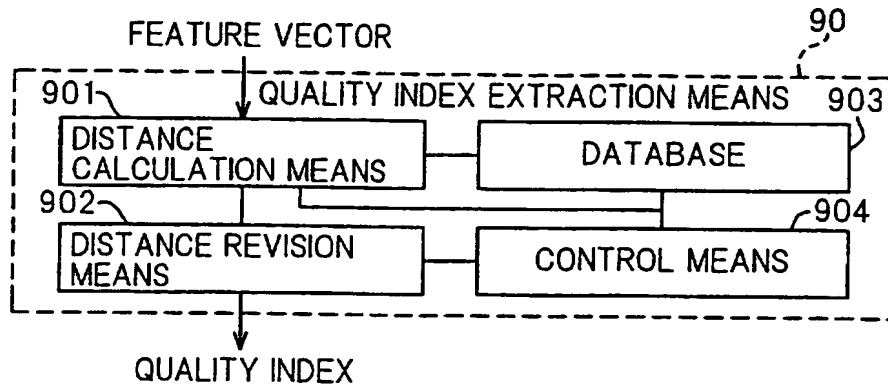 FEATURE VECTOR
90
QUALITY INDEX EXTRACTION MEANS
901
903
DISTANCE
CALCULATION MEANS
DATABASE
902
904
DISTANCE REVISION
MEANS
CONTROL MEANS
QUALITY INDEX